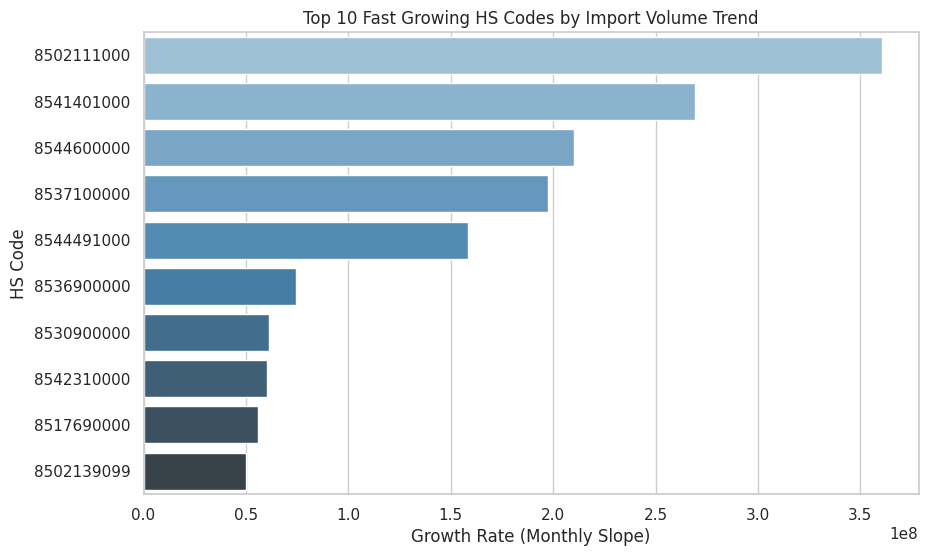 Top 10 Fast Growing HS Codes by Import Volume Trend
HS Code
8502111000
8541401000
8544600000
8537100000
8544491000
8536900000
8530900000
8542310000
8517690000
8502139099
0.0 0.5 1.0 1.5 2.0 2.5 3.0 3.5
1e8
Growth Rate (Monthly Slope)